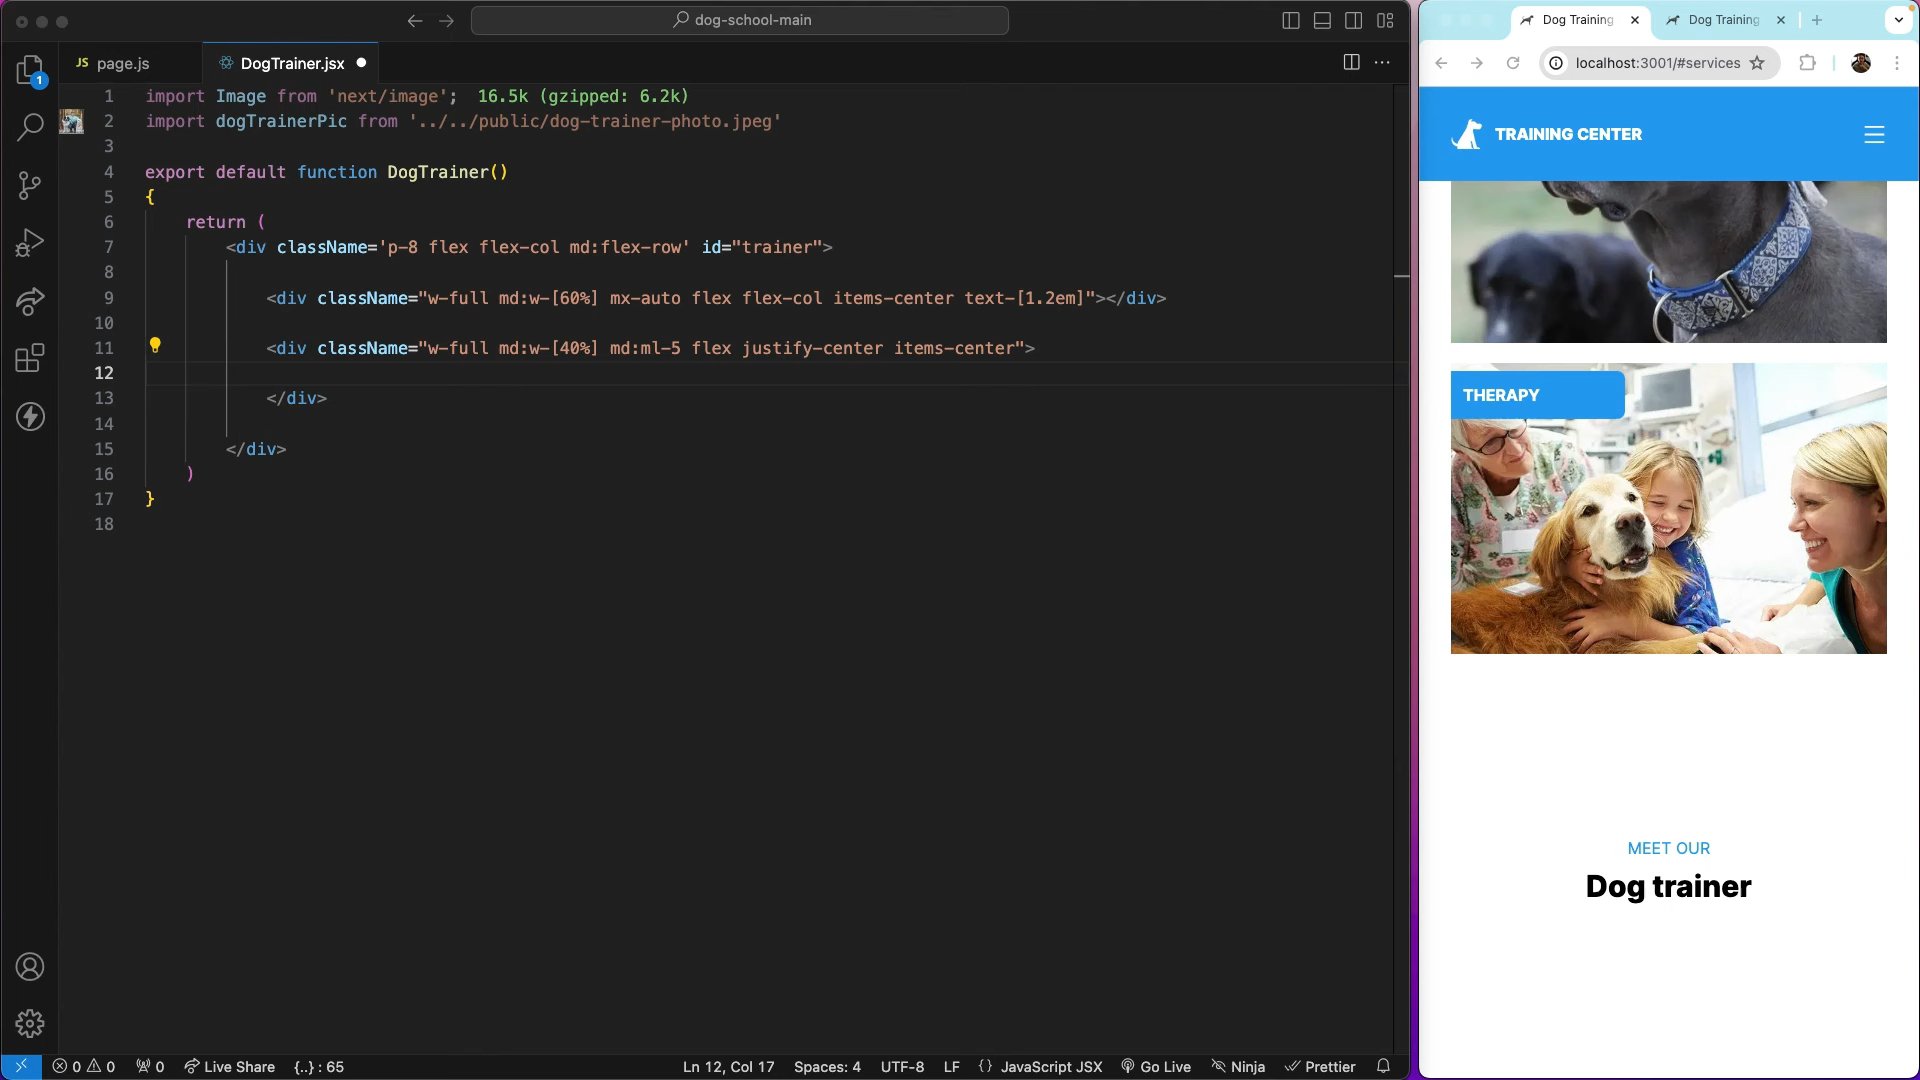 dog-school-main
JS page.js
DogTrainer.jsx
1
1 import Image from 'next/image'; 16.5k (gzipped: 6.2k)
2 import dogTrainerPic from '../../public/dog-trainer-photo.jpeg'
3
4 export default function DogTrainer()
5 {
6 return (
7 <div className='p-8 flex flex-col md:flex-row' id="trainer">
8
9 <div className="w-full md:w-[60%] mx-auto flex flex-col items-center text-[1.2em]"></div>
10
11 <div className="w-full md:w-[40%] md:ml-5 flex justify-center items-center">
12
13 </div>
14
15 </div>
16 )
17 }
18
0 0 0 Live Share {..} : 65
Ln 12, Col 17 Spaces: 4 UTF-8 LF {} JavaScript JSX Go Live Ninja Prettier
Dog Training
Dog Training
localhost:3001/#services
TRAINING CENTER
THERAPY
MEET OUR
Dog trainer